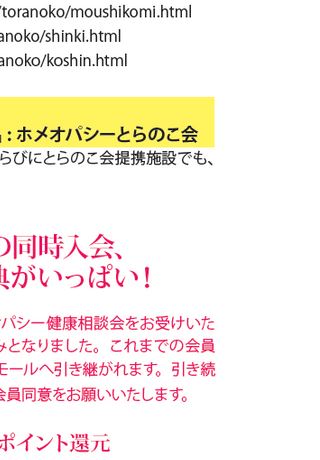 /toranoko/moushikomi.html
anoko/shinki.html
anoko/koshin.html
：ホメオパシーとらのこ会
らびにとらのこ会提携施設でも、
の同時入会、
典がいっぱい！
オパシー健康相談会をお受けいた
みとなりました。これまでの会員
モールへ引き継がれます。引き続
会員同意をお願いいたします。
ポイント還元